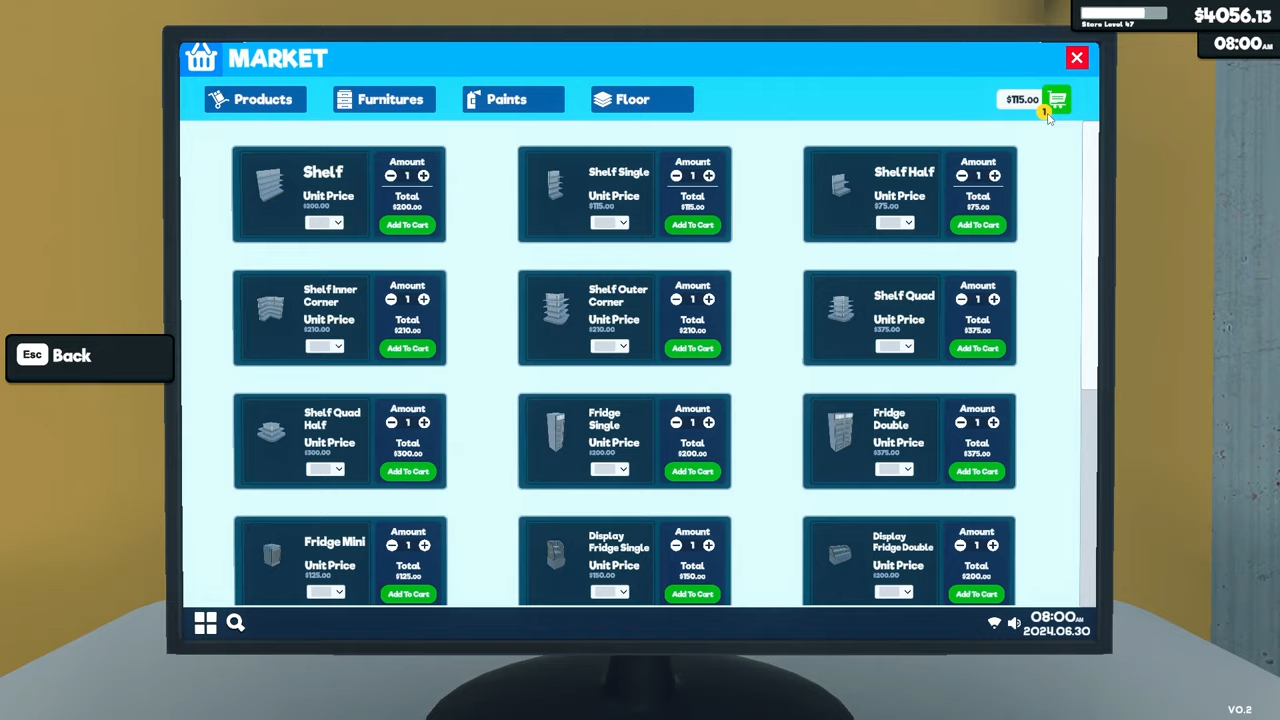 $4056.13
Store Level 47
08:00AM
MARKET
Products
Furnitures
Paints
Floor
$115.00
1
Shelf
Unit Price
$200.00
Amount
1
Total
$200.00
Add To Cart
Shelf Single
Unit Price
$115.00
Amount
1
Total
$115.00
Add To Cart
Shelf Half
Unit Price
$75.00
Amount
1
Total
$75.00
Add To Cart
Shelf Inner
Corner
Unit Price
$210.00
Amount
1
Total
$210.00
Add To Cart
Shelf Outer
Corner
Unit Price
$210.00
Amount
1
Total
$210.00
Add To Cart
Shelf Quad
Unit Price
$375.00
Amount
1
Total
$375.00
Add To Cart
Esc Back
Shelf Quad
Half
Unit Price
$300.00
Amount
1
Total
$300.00
Add To Cart
Fridge
Single
Unit Price
$200.00
Amount
1
Total
$200.00
Add To Cart
Fridge
Double
Unit Price
$375.00
Amount
1
Total
$375.00
Add To Cart
Fridge Mini
Unit Price
$125.00
Amount
1
Total
$125.00
Add To Cart
Display
Fridge Single
Unit Price
$150.00
Amount
1
Total
$150.00
Add To Cart
Display
Fridge Double
Unit Price
$200.00
Amount
1
Total
$200.00
Add To Cart
08:00AM
2024.06.30
V0.2